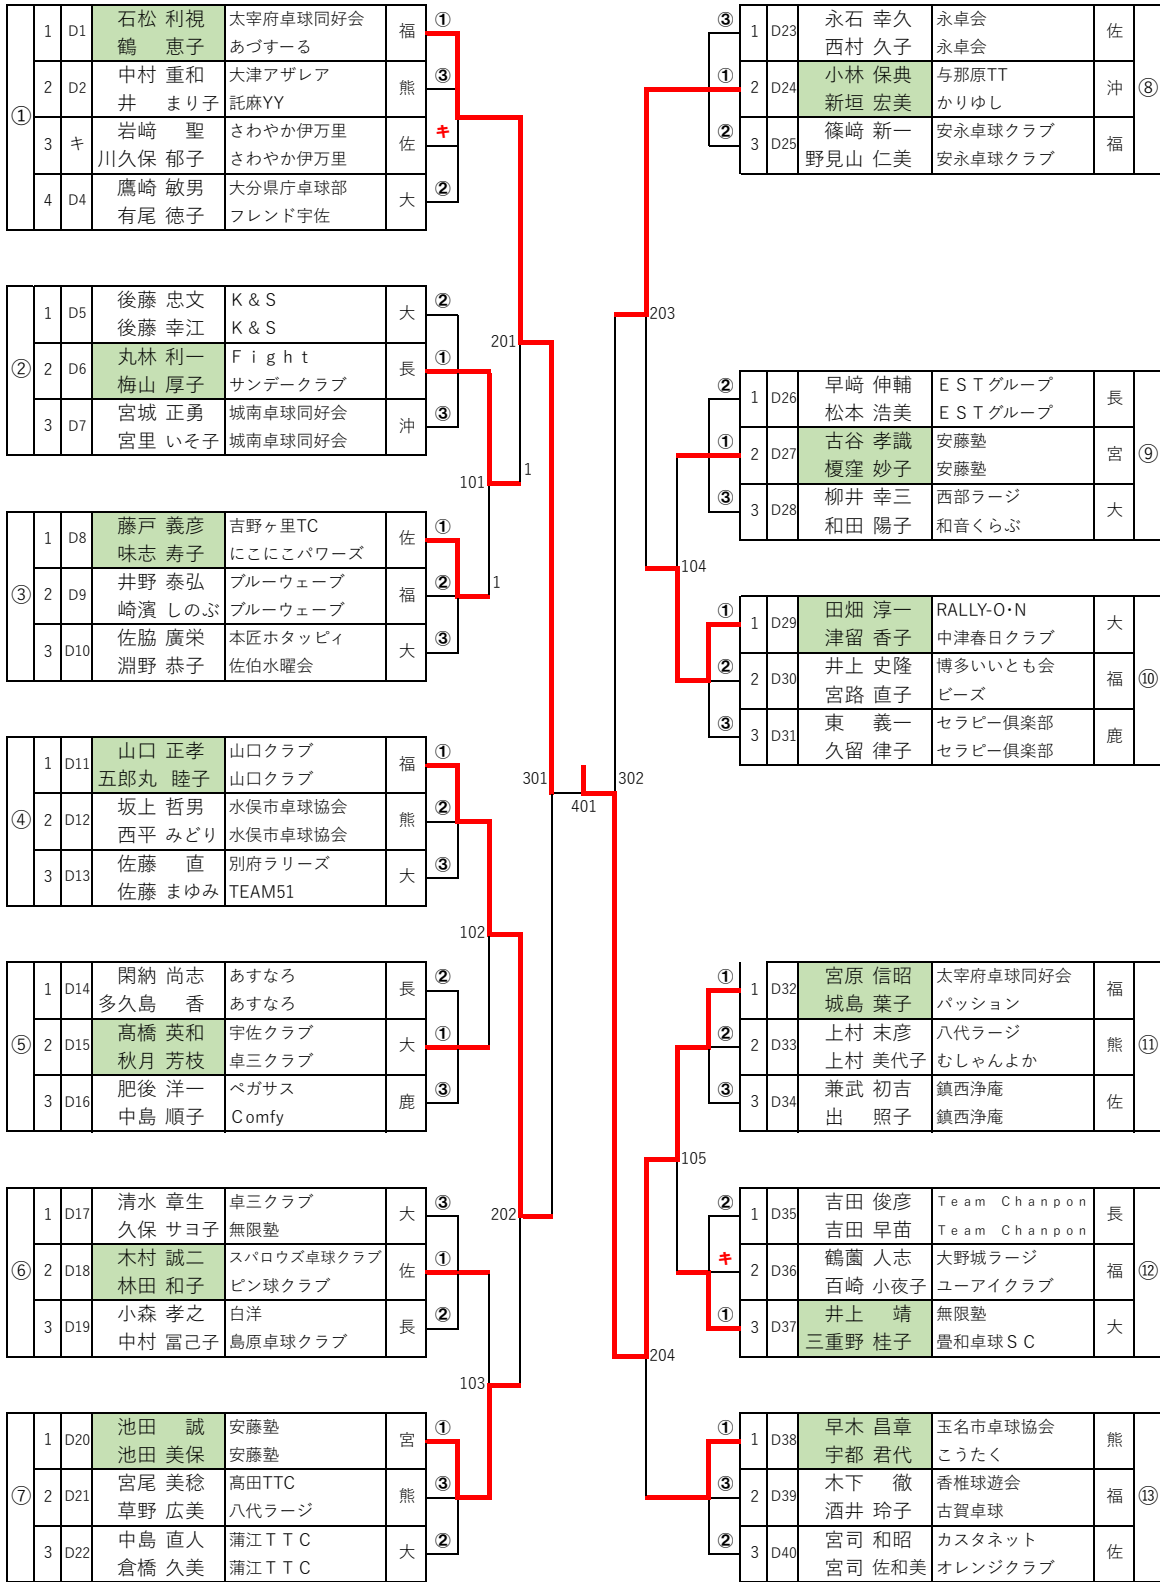 ①
1 D1 石松 利視 太宰府卓球同好会 福 ①
鶴 恵子 あづすーる
2 D2 中村 重和 大津アザレア 熊 ③
井 まり子 託麻YY
3 キ 岩﨑 聖 さわやか伊万里 佐 キ
川久保 郁子 さわやか伊万里
4 D4 鷹崎 敏男 大分県庁卓球部 大 ②
有尾 徳子 フレンド宇佐
②
1 D5 後藤 忠文 K&S 大 ②
後藤 幸江 K&S
2 D6 丸林 利一 Fight 長 ①
梅山 厚子 サンデークラブ
3 D7 宮城 正勇 城南卓球同好会 沖 ③
宮里 いそ子 城南卓球同好会
③
1 D8 藤戸 義彦 吉野ヶ里TC 佐 ①
味志 寿子 にこにこパワーズ
2 D9 井野 泰弘 ブルーウェーブ 福 ②
崎濱 しのぶ ブルーウェーブ
3 D10 佐脇 廣栄 本匠ホタッピィ 大 ③
淵野 恭子 佐伯水曜会
④
1 D11 山口 正孝 山口クラブ 福 ①
五郎丸 睦子 山口クラブ
2 D12 坂上 哲男 水俣市卓球協会 熊 ②
西平 みどり 水俣市卓球協会
3 D13 佐藤 直 別府ラリーズ 大 ③
佐藤 まゆみ TEAM51
⑤
1 D14 閑納 尚志 あすなろ 長 ②
多久島 香 あすなろ
2 D15 髙橋 英和 宇佐クラブ 大 ①
秋月 芳枝 卓三クラブ
3 D16 肥後 洋一 ペガサス 鹿 ③
中島 順子 Comfy
⑥
1 D17 清水 章生 卓三クラブ 大 ③
久保 サヨ子 無限塾
2 D18 木村 誠二 スパロウズ卓球クラブ 佐 ①
林田 和子 ピン球クラブ
3 D19 小森 孝之 白洋 長 ②
中村 冨己子 島原卓球クラブ
⑦
1 D20 池田 誠 安藤塾 宮 ①
池田 美保 安藤塾
2 D21 宮尾 美稔 髙田TTC 熊 ③
草野 広美 八代ラージ
3 D22 中島 直人 蒲江TTC 大 ②
倉橋 久美 蒲江TTC
201
1
101
1
301
102
202
103
401
302
203
104
105
204
⑧
③ 1 D23 永石 幸久 永卓会 佐
西村 久子 永卓会
① 2 D24 小林 保典 与那原TT 沖
新垣 宏美 かりゆし
② 3 D25 篠﨑 新一 安永卓球クラブ 福
野見山 仁美 安永卓球クラブ
⑨
② 1 D26 早﨑 伸輔 ESTグループ 長
松本 浩美 ESTグループ
① 2 D27 古谷 孝識 安藤塾 宮
榎窪 妙子 安藤塾
③ 3 D28 柳井 幸三 西部ラージ 大
和田 陽子 和音くらぶ
⑩
① 1 D29 田畑 淳一 RALLY-O・N 大
津留 香子 中津春日クラブ
② 2 D30 井上 史隆 博多いいとも会 福
宮路 直子 ビーズ
③ 3 D31 東 義一 セラピー倶楽部 鹿
久留 律子 セラピー倶楽部
⑪
① 1 D32 宮原 信昭 太宰府卓球同好会 福
城島 葉子 パッション
② 2 D33 上村 末彦 八代ラージ 熊
上村 美代子 むしゃんよか
③ 3 D34 兼武 初吉 鎮西浄庵 佐
出 照子 鎮西浄庵
⑫
② 1 D35 吉田 俊彦 Team Chanpon 長
吉田 早苗 Team Chanpon
キ 2 D36 鶴薗 人志 大野城ラージ 福
百崎 小夜子 ユーアイクラブ
① 3 D37 井上 靖 無限塾 大
三重野 桂子 畳和卓球SC
⑬
① 1 D38 早木 昌章 玉名市卓球協会 熊
宇都 君代 こうたく
③ 2 D39 木下 徹 香椎球遊会 福
酒井 玲子 古賀卓球
② 3 D40 宮司 和昭 カスタネット 佐
宮司 佐和美 オレンジクラブ